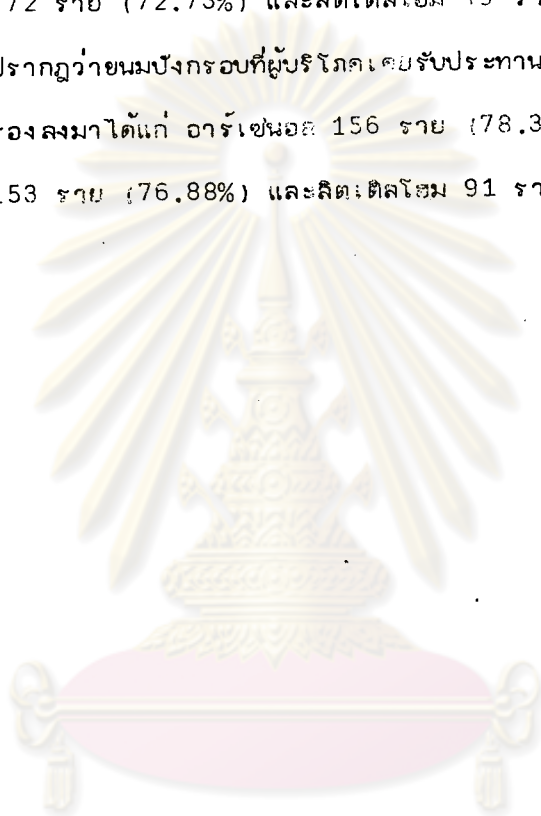 72 ราย (72.73%) และลิตเติลโฮม
ปรากฏว่าขนมปังกรอบที่ผู้บริโภคเคยรับประทาน
รองลงมาได้แก่ อาร์เซนอล 156 ราย (78.3
153 ราย (76.88%) และลิตเติลโฮม 91 รา